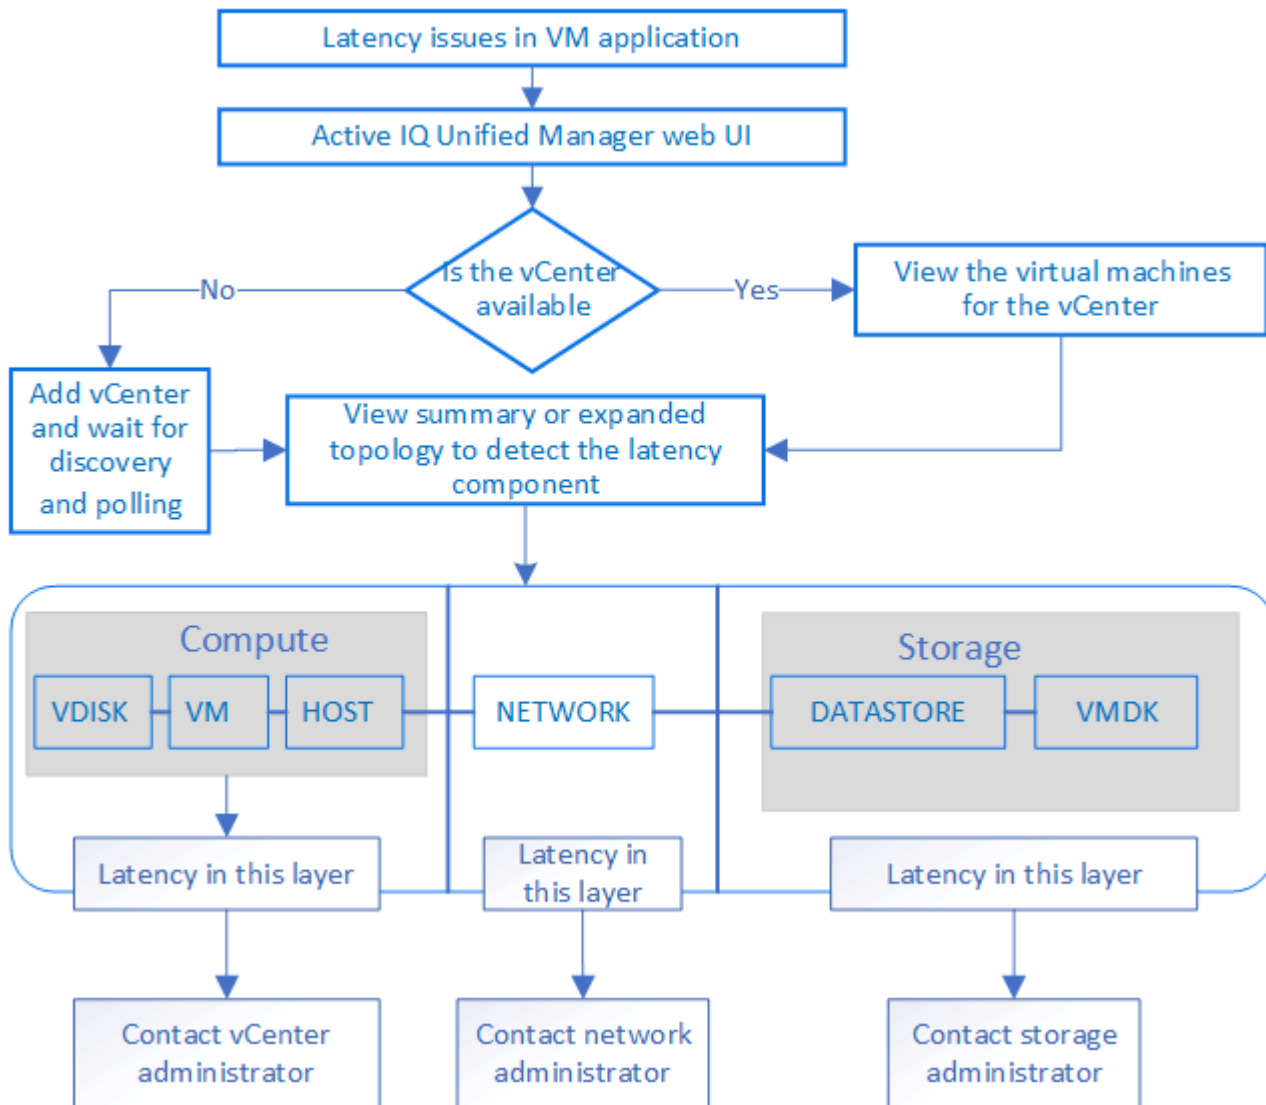 Latency issues in VM application
Active IQ Unified Manager web UI
Is the vCenter
available
No
Yes
View the virtual machines
for the vCenter
Add vCenter
and wait for
discovery
and polling
View summary or expanded
topology to detect the latency
component
Compute
Storage
VDISK
VM
HOST
NETWORK
DATASTORE
VMDK
Latency in this layer
Latency in
this layer
Latency in this layer
Contact vCenter
administrator
Contact network
administrator
Contact storage
administrator